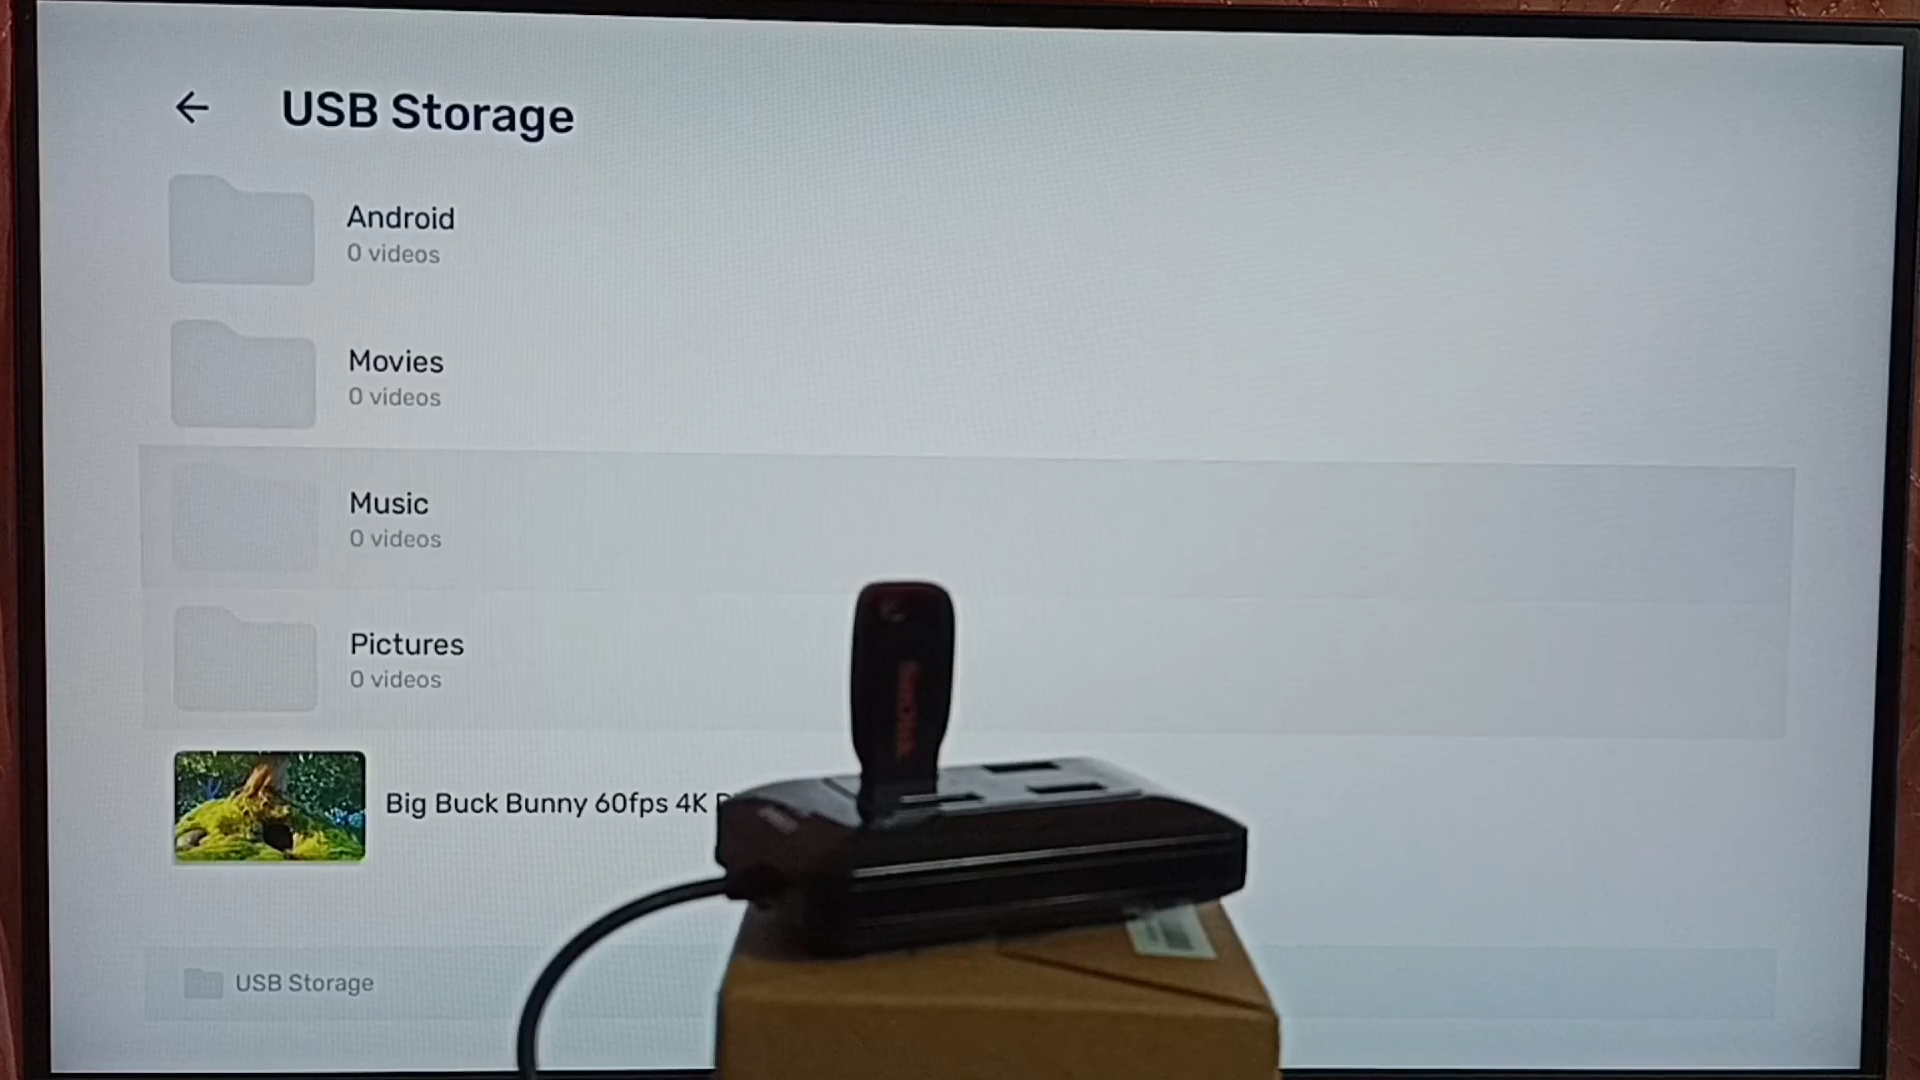 USB Storage
Android
0 videos
Movies
0 videos
Music
0 videos
Pictures
0 videos
Big Buck Bunny 60fps 4K
SanDisk
USB Storage